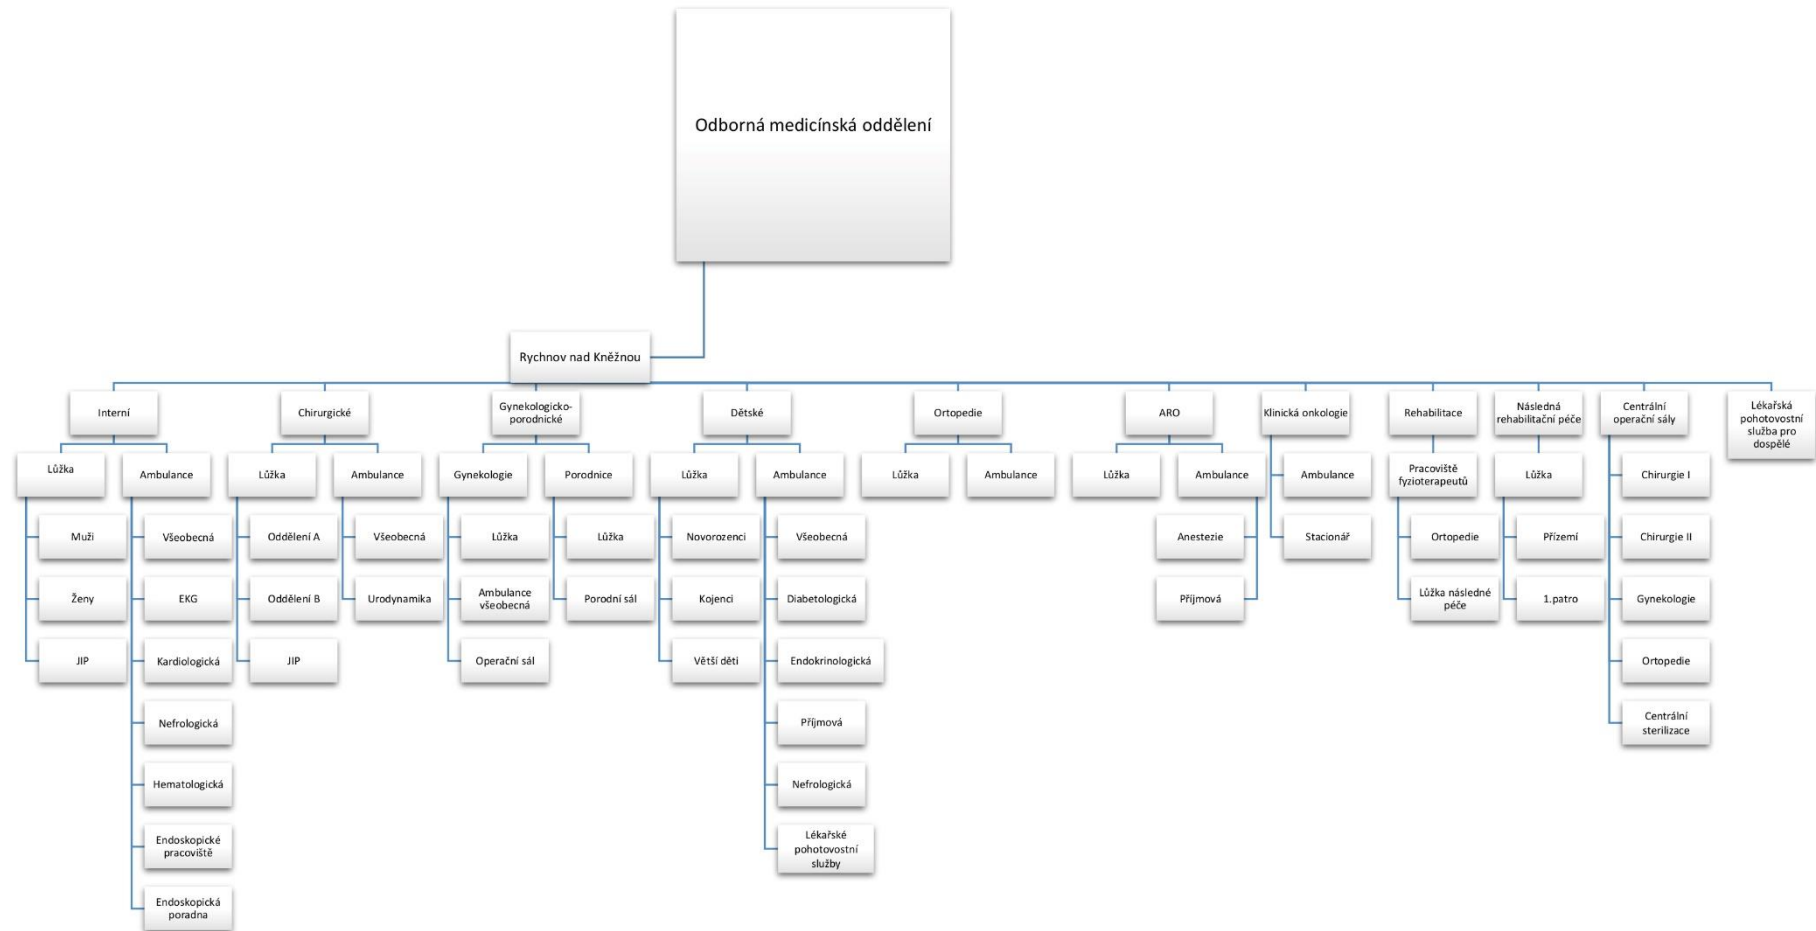 Odborná medicínská oddělení
Rychnov nad Kněžnou
Interní
Chirurgické
Gynekologicko-
porodnické
Dětské
Ortopedie
ARO
Klinická onkologie
Rehabilitace
Následná
rehabilitační péče
Centrální
operační sály
Lékařská
pohotovostní
služba pro
dospělé
Lůžka
Ambulance
Lůžka
Ambulance
Gynekologie
Porodnice
Lůžka
Ambulance
Lůžka
Ambulance
Lůžka
Ambulance
Ambulance
Pracoviště
fyzioterapeutů
Lůžka
Chirurgie I
Muži
Všeobecná
Oddělení A
Všeobecná
Lůžka
Lůžka
Novorozenci
Všeobecná
Anestezie
Stacionář
Ortopedie
Přízemí
Chirurgie II
Ženy
EKG
Oddělení B
Urodynamika
Ambulance
všeobecná
Porodní sál
Kojenci
Diabetologická
Příjmová
Lůžka následné
péče
1.patro
Gynekologie
JIP
Kardiologická
JIP
Operační sál
Větší děti
Endokrinologická
Ortopedie
Nefrologická
Příjmová
Centrální
sterilizace
Hematologická
Nefrologická
Endoskopické
pracoviště
Lékařské
pohotovostní
služby
Endoskopická
poradna